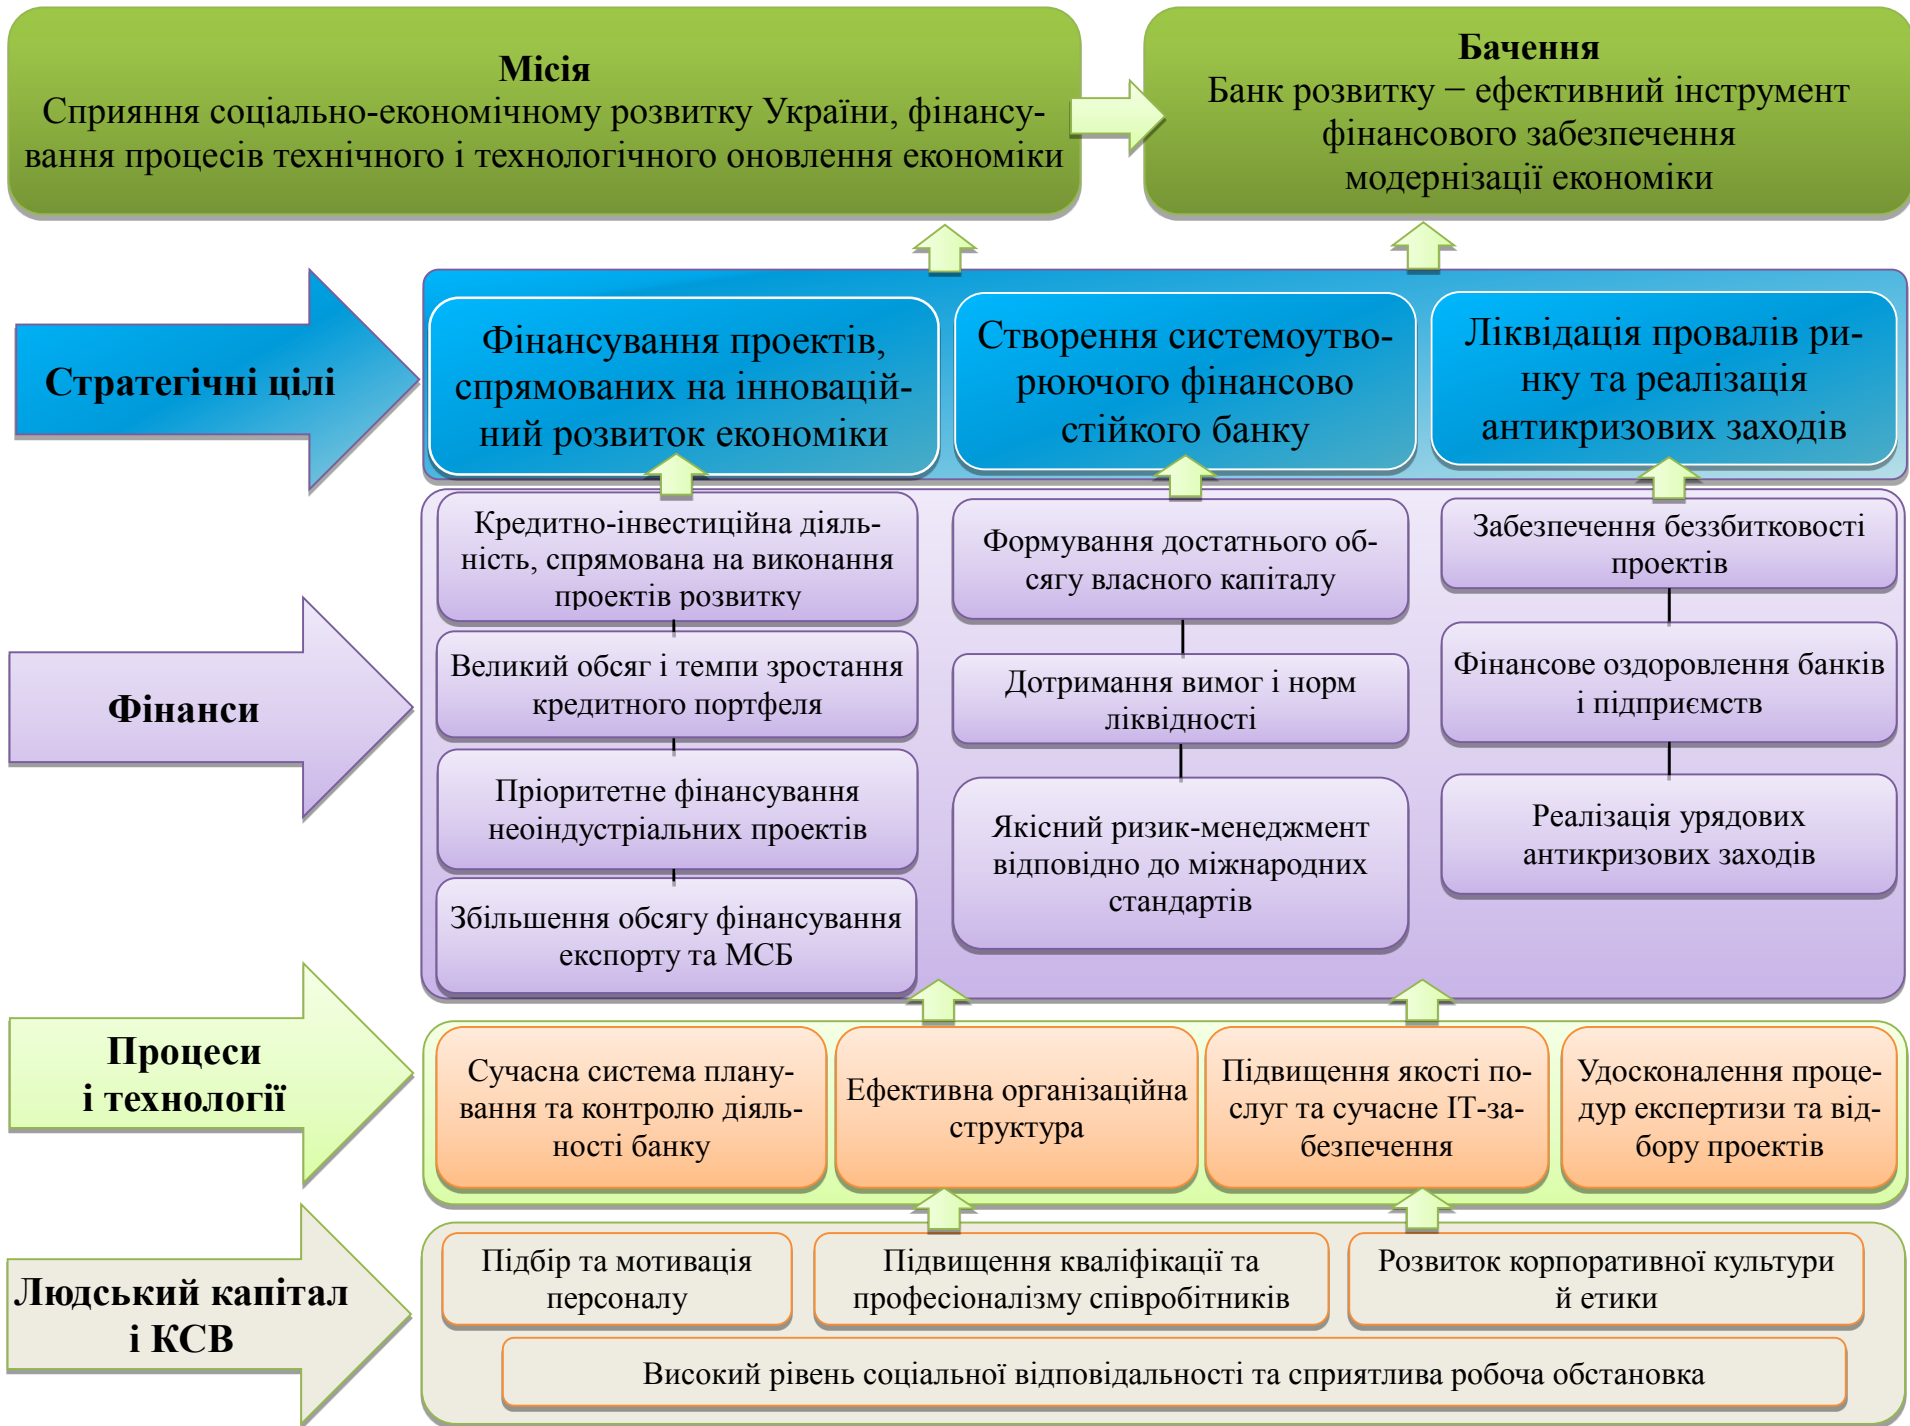 Місія
Сприяння соціально-економічному розвитку України, фінансу-
вання процесів технічного і технологічного оновлення економіки
Бачення
Банк розвитку − ефективний інструмент
фінансового забезпечення
модернізації економіки
Стратегічні цілі
Фінансування проектів,
спрямованих на інновацій-
ний розвиток економіки
Створення системоутво-
рюючого фінансово
стійкого банку
Ліквідація провалів ри-
нку та реалізація
антикризових заходів
Фінанси
Кредитно-інвестиційна діяль-
ність, спрямована на виконання
проектів розвитку
Великий обсяг і темпи зростання
кредитного портфеля
Пріоритетне фінансування
неоіндустріальних проектів
Збільшення обсягу фінансування
експорту та МСБ
Формування достатнього об-
сягу власного капіталу
Дотримання вимог і норм
ліквідності
Якісний ризик-менеджмент
відповідно до міжнародних
стандартів
Забезпечення беззбитковості
проектів
Фінансове оздоровлення банків
і підприємств
Реалізація урядових
антикризових заходів
Процеси
і технології
Сучасна система плану-
вання та контролю діяль-
ності банку
Ефективна організаційна
структура
Підвищення якості по-
слуг та сучасне ІТ-за-
безпечення
Удосконалення проце-
дур експертизи та від-
бору проектів
Людський капітал
і КСВ
Підбір та мотивація
персоналу
Підвищення кваліфікації та
професіоналізму співробітників
Розвиток корпоративної культури
й етики
Високий рівень соціальної відповідальності та сприятлива робоча обстановка